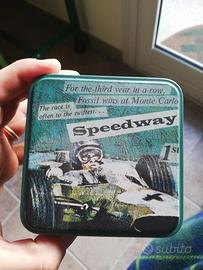 For the third year in a row,
Fossil wins at Monte Carlo
The race is
often to the swiftest...
Speedway
1st
subito